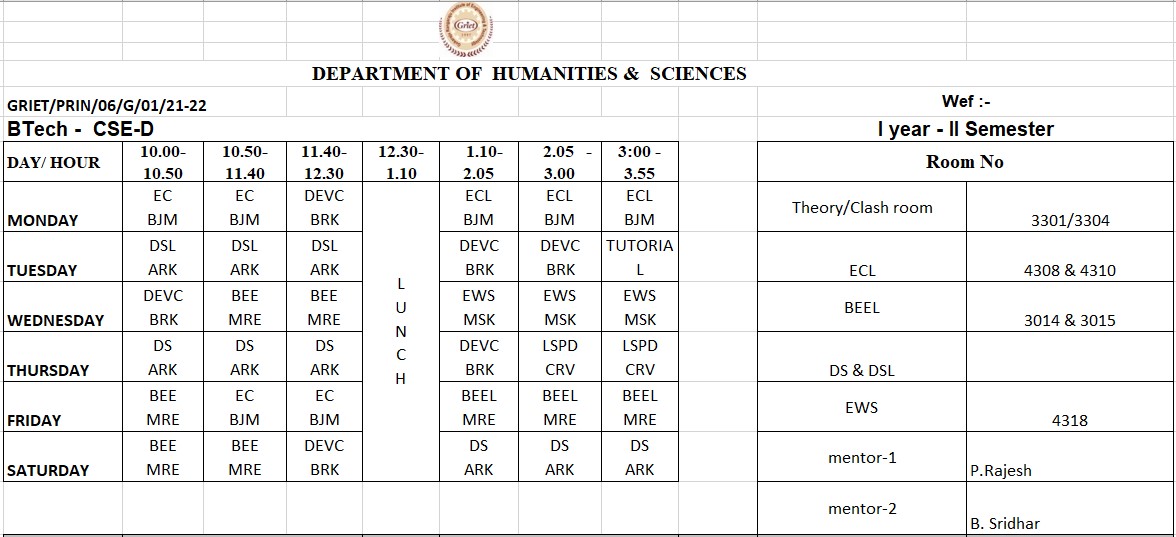 Griet
DEPARTMENT OF HUMANITIES & SCIENCES
GRIET/PRIN/06/G/01/21-22 Wef :-
BTech - CSE-D I year - II Semester
DAY/ HOUR 10.00-10.50 10.50-11.40 11.40-12.30 12.30-1.10 1.10-2.05 2.05 - 3.00 3:00 - 3.55 Room No
MONDAY EC BJM EC BJM DEVC BRK ECL BJM ECL BJM ECL BJM Theory/Clash room 3301/3304
TUESDAY DSL ARK DSL ARK DSL ARK DEVC BRK DEVC BRK TUTORIAL ECL 4308 & 4310
WEDNESDAY DEVC BRK BEE MRE BEE MRE LUNCH EWS MSK EWS MSK EWS MSK BEEL 3014 & 3015
THURSDAY DS ARK DS ARK DS ARK DEVC BRK LSPD CRV LSPD CRV DS & DSL
FRIDAY BEE MRE EC BJM EC BJM BEEL MRE BEEL MRE BEEL MRE EWS 4318
SATURDAY BEE MRE BEE MRE DEVC BRK DS ARK DS ARK DS ARK mentor-1 P.Rajesh
mentor-2 B. Sridhar